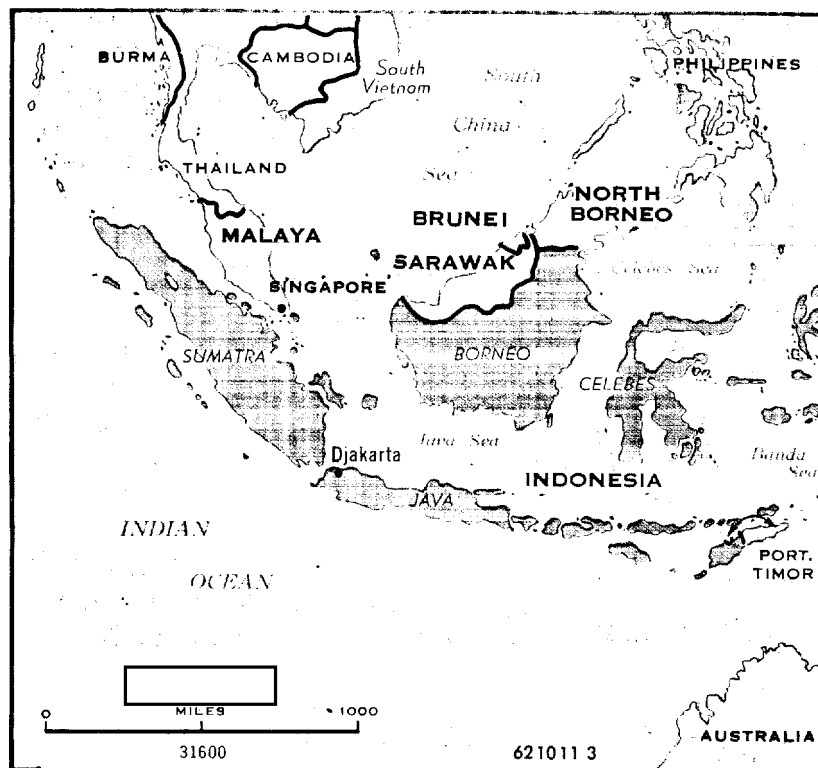 BURMA
CAMBODIA
South
Vietnam
South
China
Sea
PHILIPPINES
THAILAND
MALAYA
BRUNEI
NORTH
BORNEO
SARAWAK
Celebes Sea
SINGAPORE
SUMATRA
BORNEO
CELEBES
Java Sea
Banda
Sea
Djakarta
INDONESIA
JAVA
INDIAN
OCEAN
PORT.
TIMOR
MILES
0 1000
AUSTRALIA
31600
621011 3